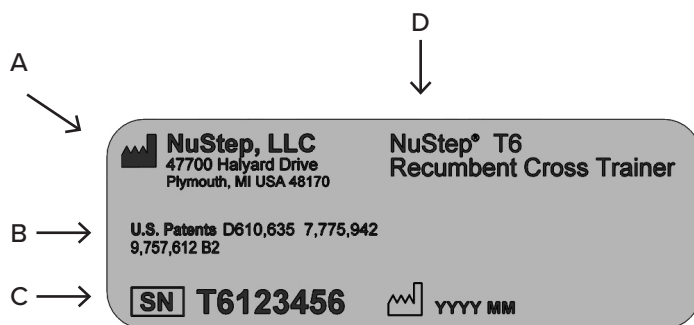 D
A
NuStep, LLC
47700 Halyard Drive
Plymouth, MI USA 48170
NuStep® T6
Recumbent Cross Trainer
B
U.S. Patents D610,635 7,775,942
9,757,612 B2
C
SN T6123456
YYYY MM